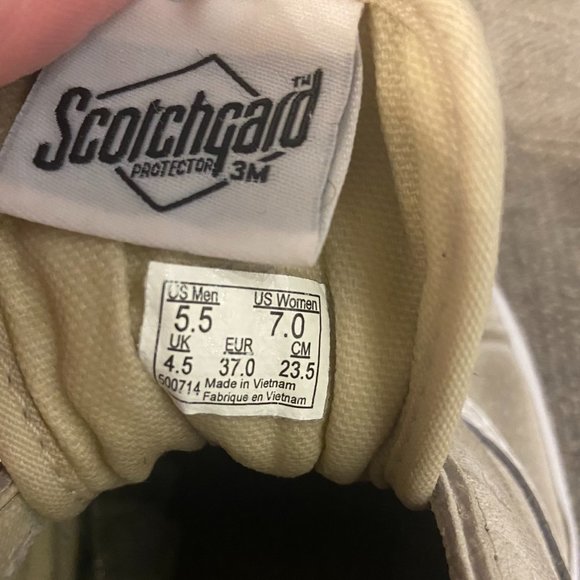 Scotchgard™
PROTECTOR 3M
US Men US Women
5.5 7.0
UK EUR CM
4.5 37.0 23.5
500714 Made in Vietnam
Fabriqué en Vietnam